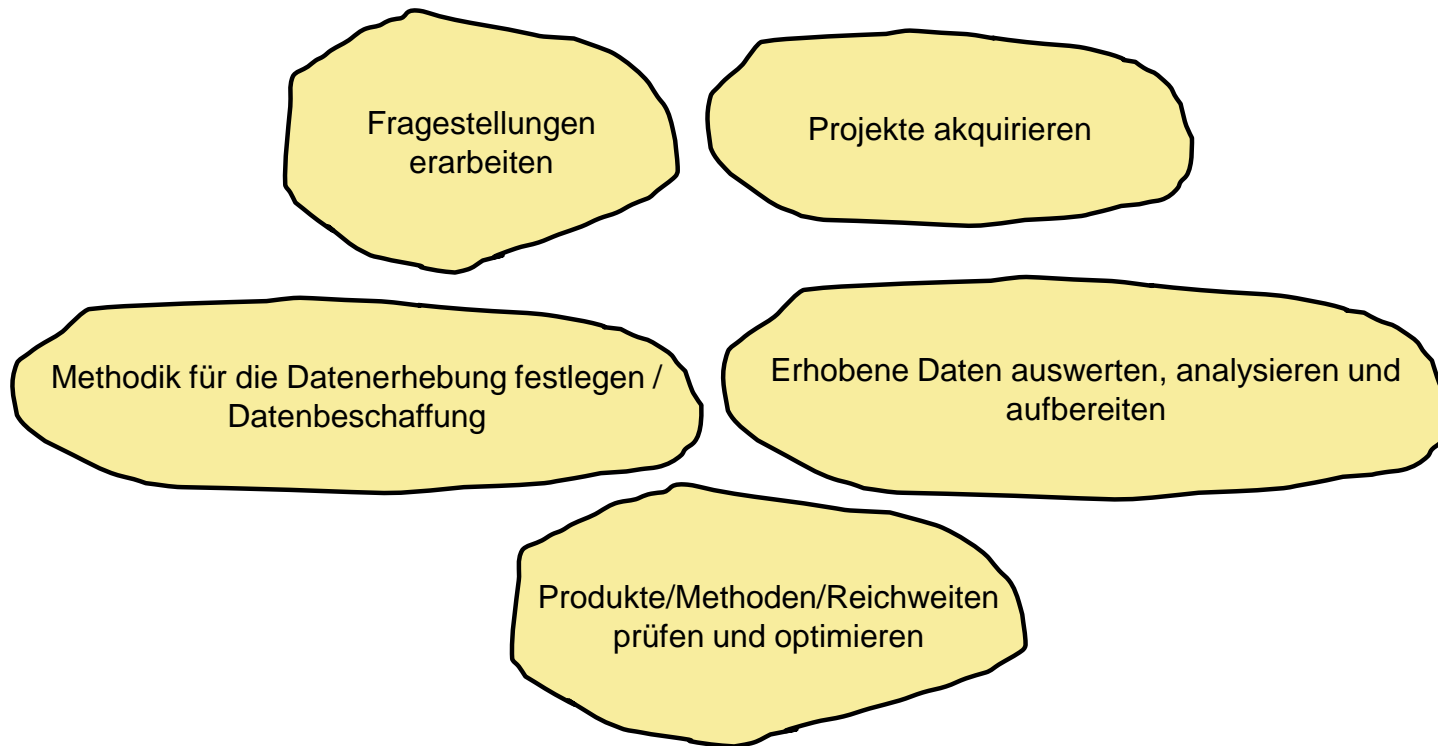 Fragestellungen
erarbeiten
Projekte akquirieren
Methodik für die Datenerhebung festlegen /
Datenbeschaffung
Erhobene Daten auswerten, analysieren und
aufbereiten
Produkte/Methoden/Reichweiten
prüfen und optimieren